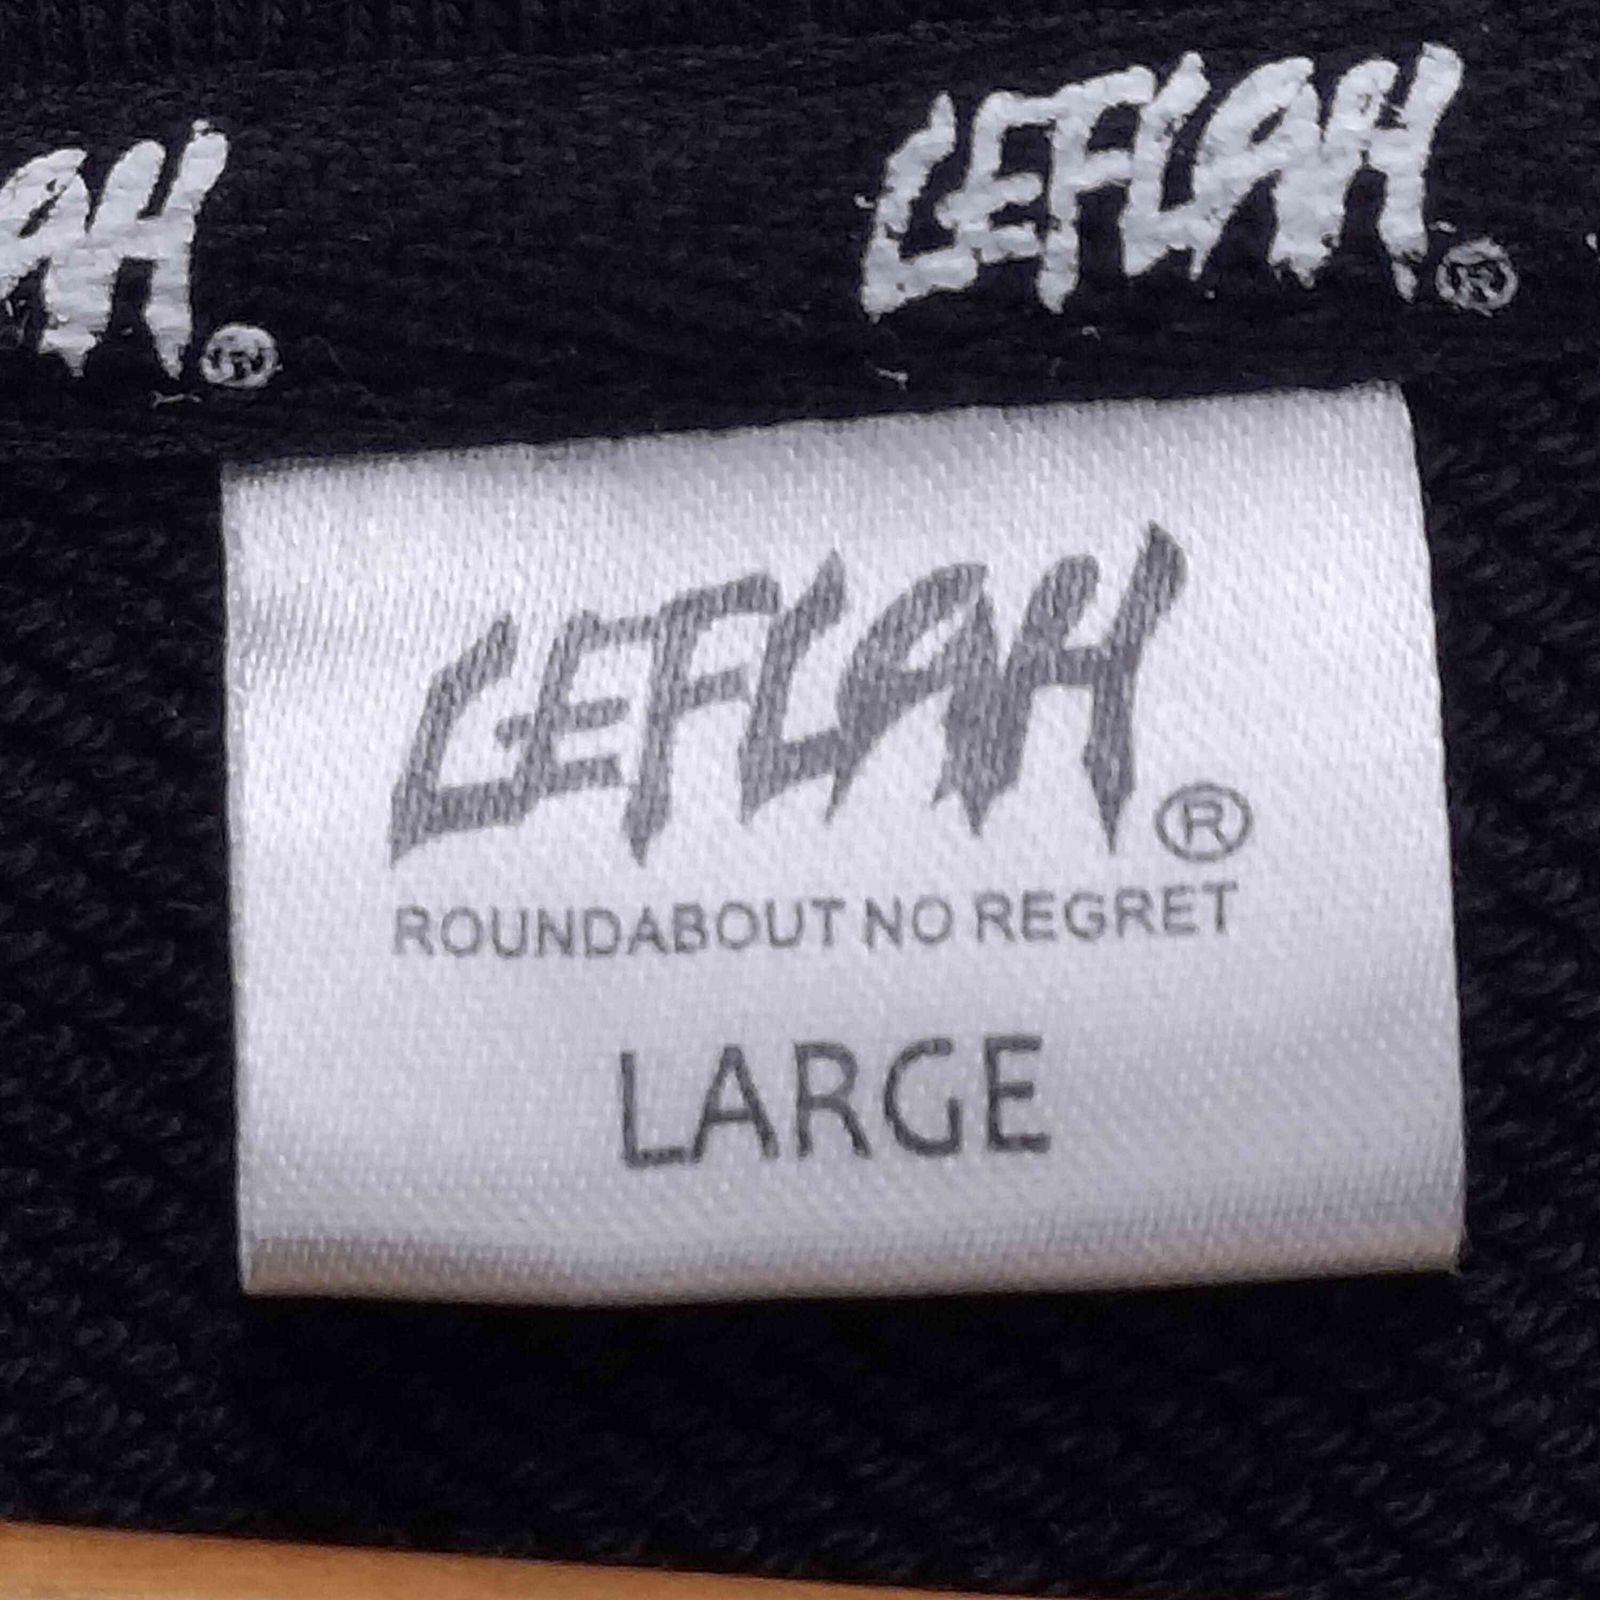 LEFLAH®
LEFLAH®
ROUNDABOUT NO REGRET
LARGE